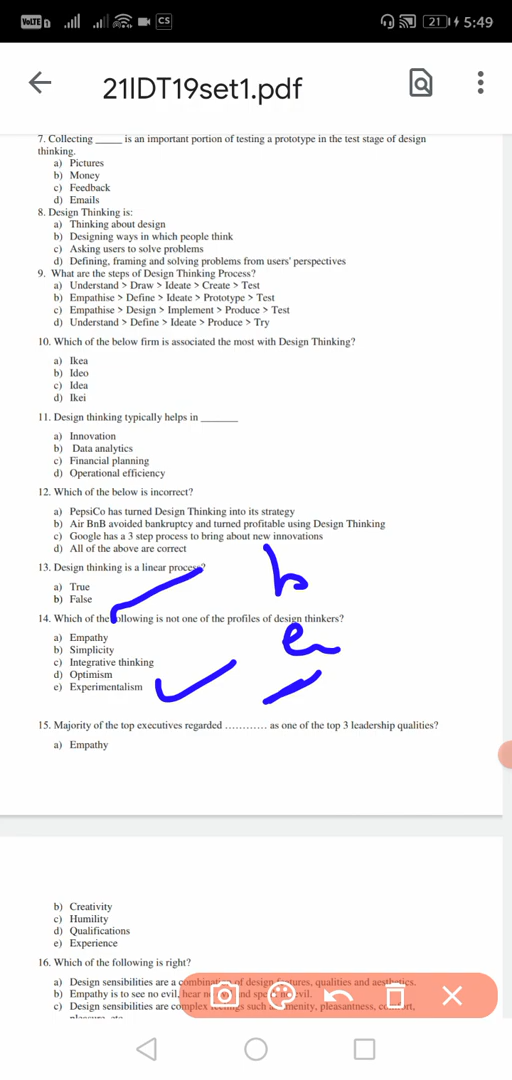 VoLTE D CS 21 5:49
21IDT19set1.pdf
7. Collecting _____ is an important portion of testing a prototype in the test stage of design
thinking.
a) Pictures
b) Money
c) Feedback
d) Emails
8. Design Thinking is:
a) Thinking about design
b) Designing ways in which people think
c) Asking users to solve problems
d) Defining, framing and solving problems from users' perspectives
9. What are the steps of Design Thinking Process?
a) Understand > Draw > Ideate > Create > Test
b) Empathise > Define > Ideate > Prototype > Test
c) Empathise > Design > Implement > Produce > Test
d) Understand > Define > Ideate > Produce > Try
10. Which of the below firm is associated the most with Design Thinking?
a) Ikea
b) Ideo
c) Idea
d) Ikei
11. Design thinking typically helps in _______
a) Innovation
b) Data analytics
c) Financial planning
d) Operational efficiency
12. Which of the below is incorrect?
a) PepsiCo has turned Design Thinking into its strategy
b) Air BnB avoided bankruptcy and turned profitable using Design Thinking
c) Google has a 3 step process to bring about new innovations
d) All of the above are correct
13. Design thinking is a linear process?
a) True
b) False
b
14. Which of the following is not one of the profiles of design thinkers?
a) Empathy
b) Simplicity
c) Integrative thinking
d) Optimism
e) Experimentalism
e
15. Majority of the top executives regarded ............ as one of the top 3 leadership qualities?
a) Empathy
b) Creativity
c) Humility
d) Qualifications
e) Experience
16. Which of the following is right?
a) Design sensibilities are a combination of design features, qualities and aesthetics.
b) Empathy is to see no evil, hear no evil and speak no evil.
c) Design sensibilities are complex feelings such amenity, pleasantness, comfort,